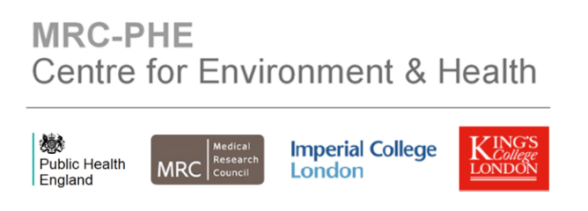 MRC-PHE
Centre for Environment & Health
Public Health
England
MRC
Medical
Research
Council
Imperial College
London
KING'S
College
LONDON